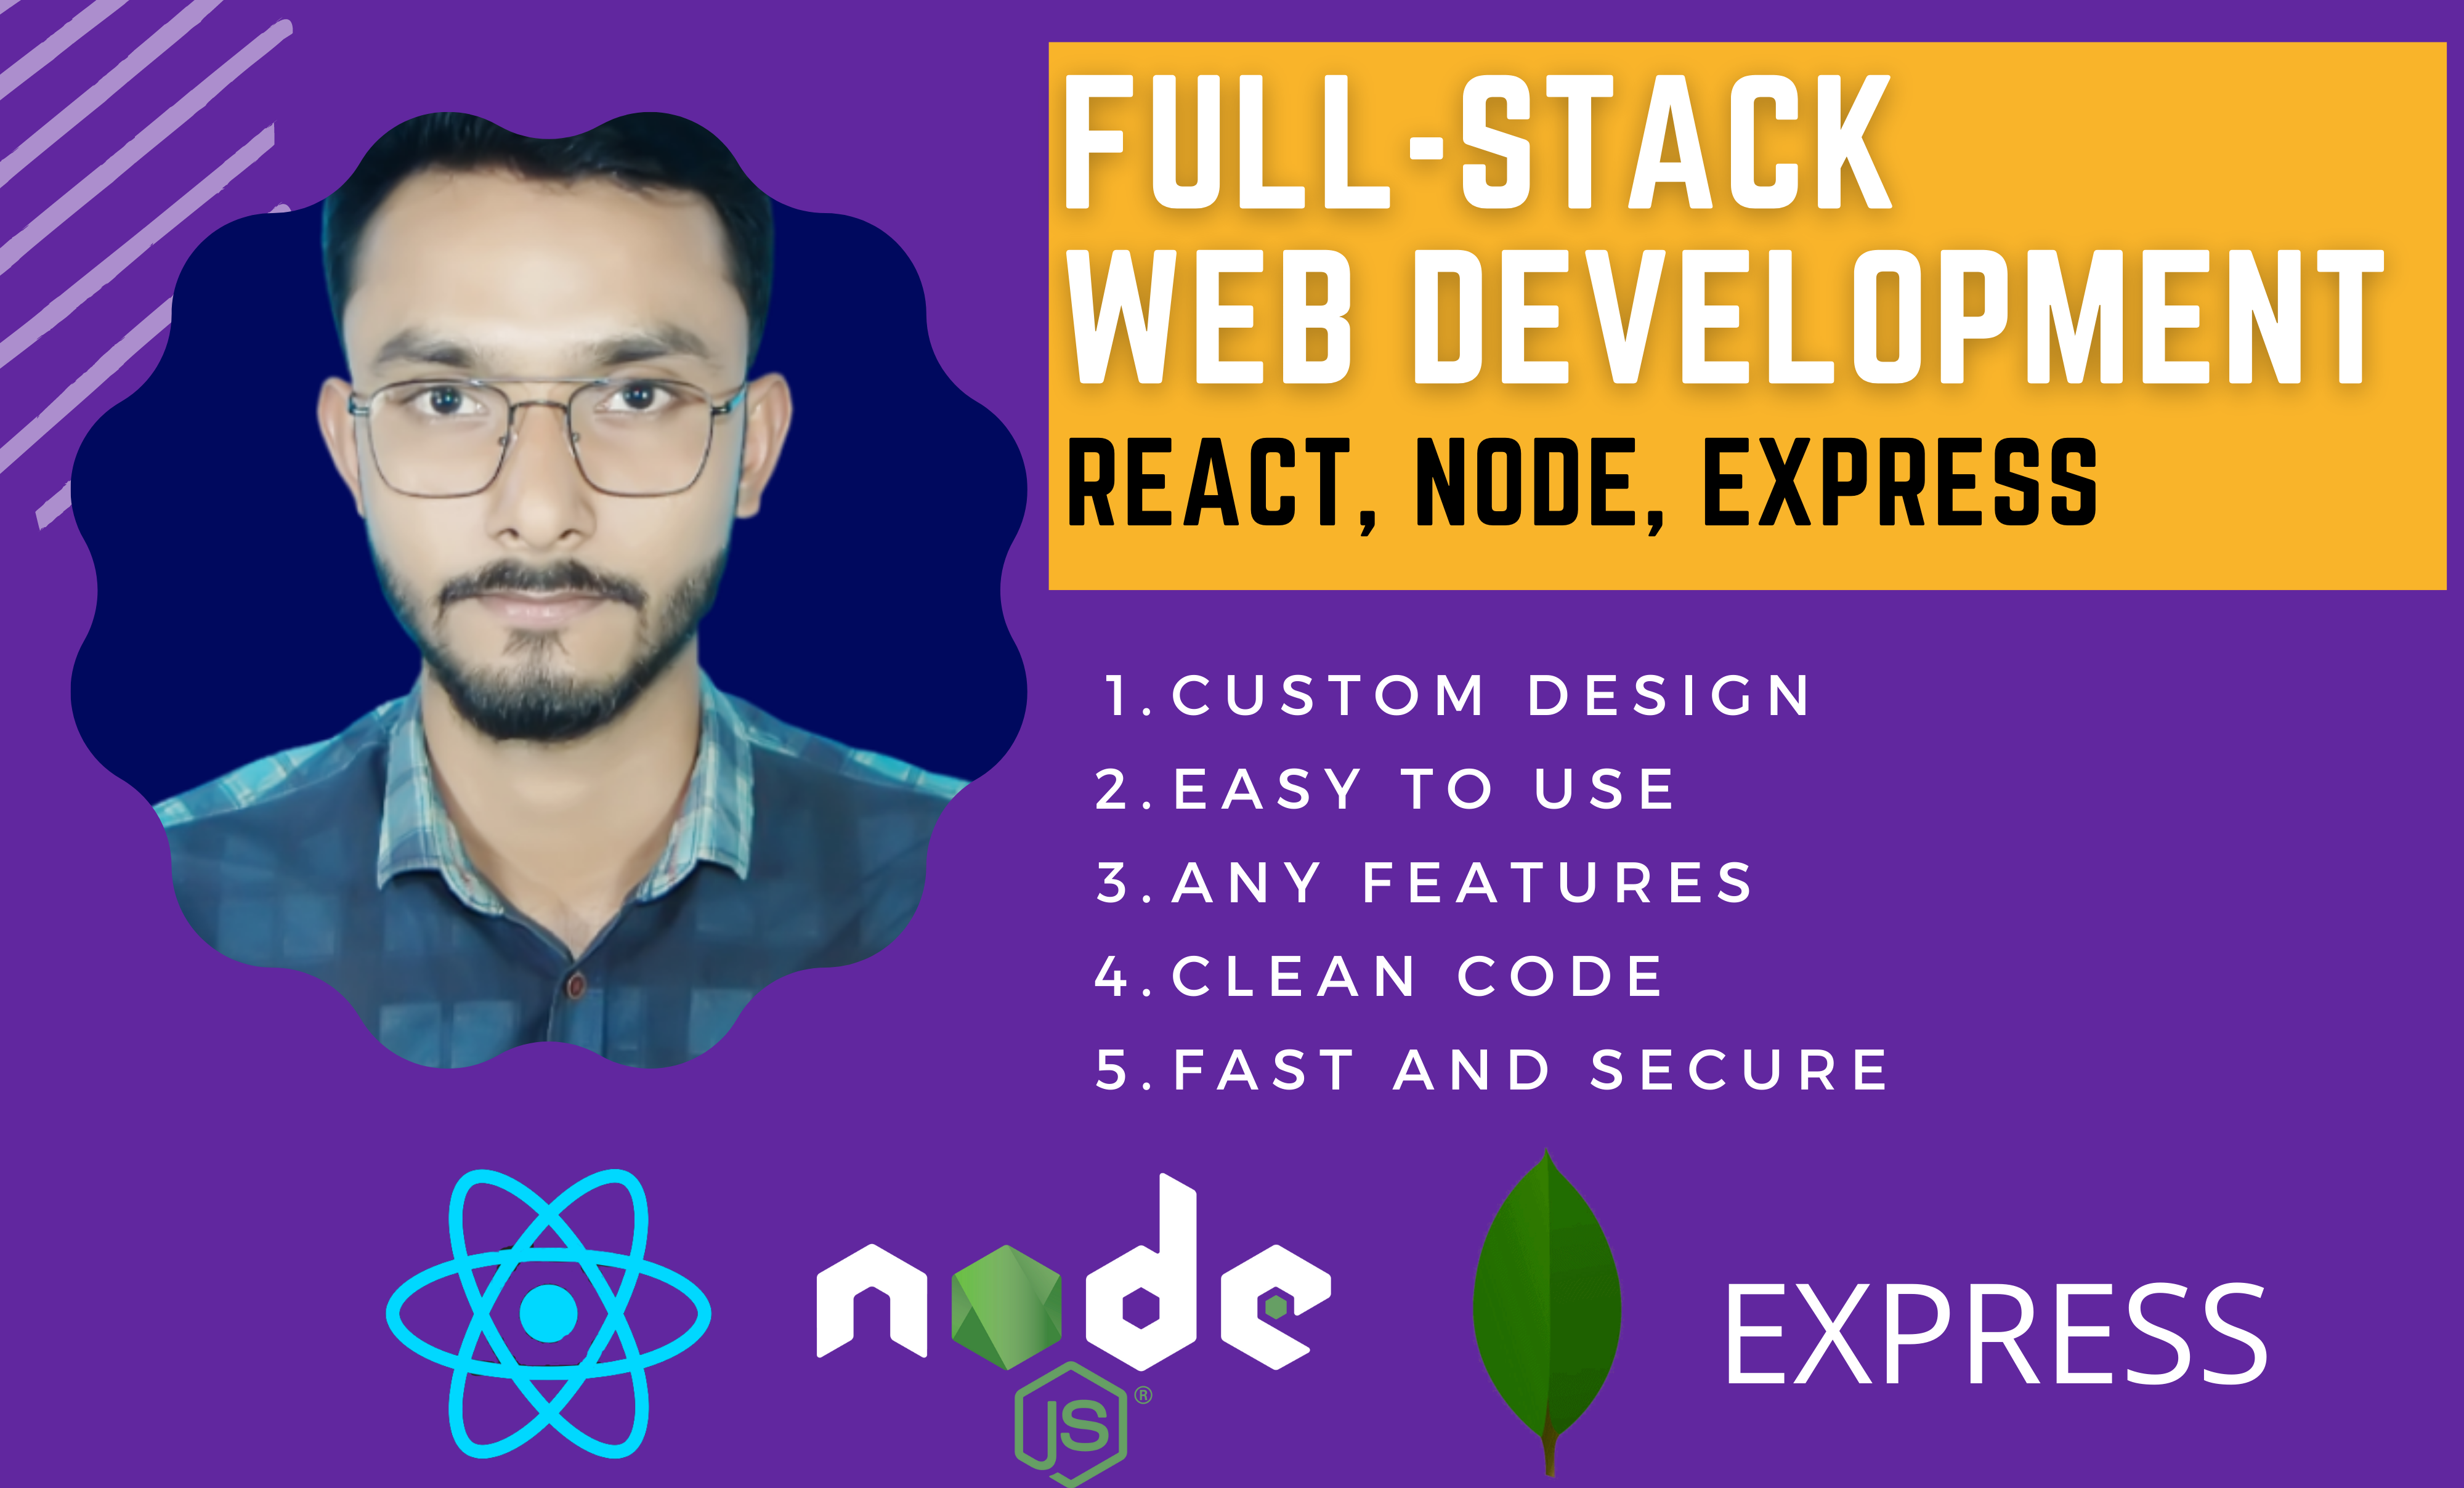 FULL-STACK
WEB DEVELOPMENT
REACT, NODE, EXPRESS
1. CUSTOM DESIGN
2. EASY TO USE
3. ANY FEATURES
4. CLEAN CODE
5. FAST AND SECURE
node
JS®
EXPRESS